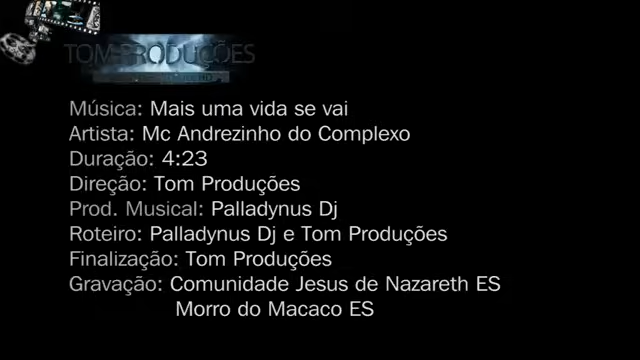 TOM PRODUÇÕES
Música: Mais uma vida se vai
Artista: Mc Andrezinho do Complexo
Duração: 4:23
Direção: Tom Produções
Prod. Musical: Palladynus Dj
Roteiro: Palladynus Dj e Tom Produções
Finalização: Tom Produções
Gravação: Comunidade Jesus de Nazareth ES
Morro do Macaco ES